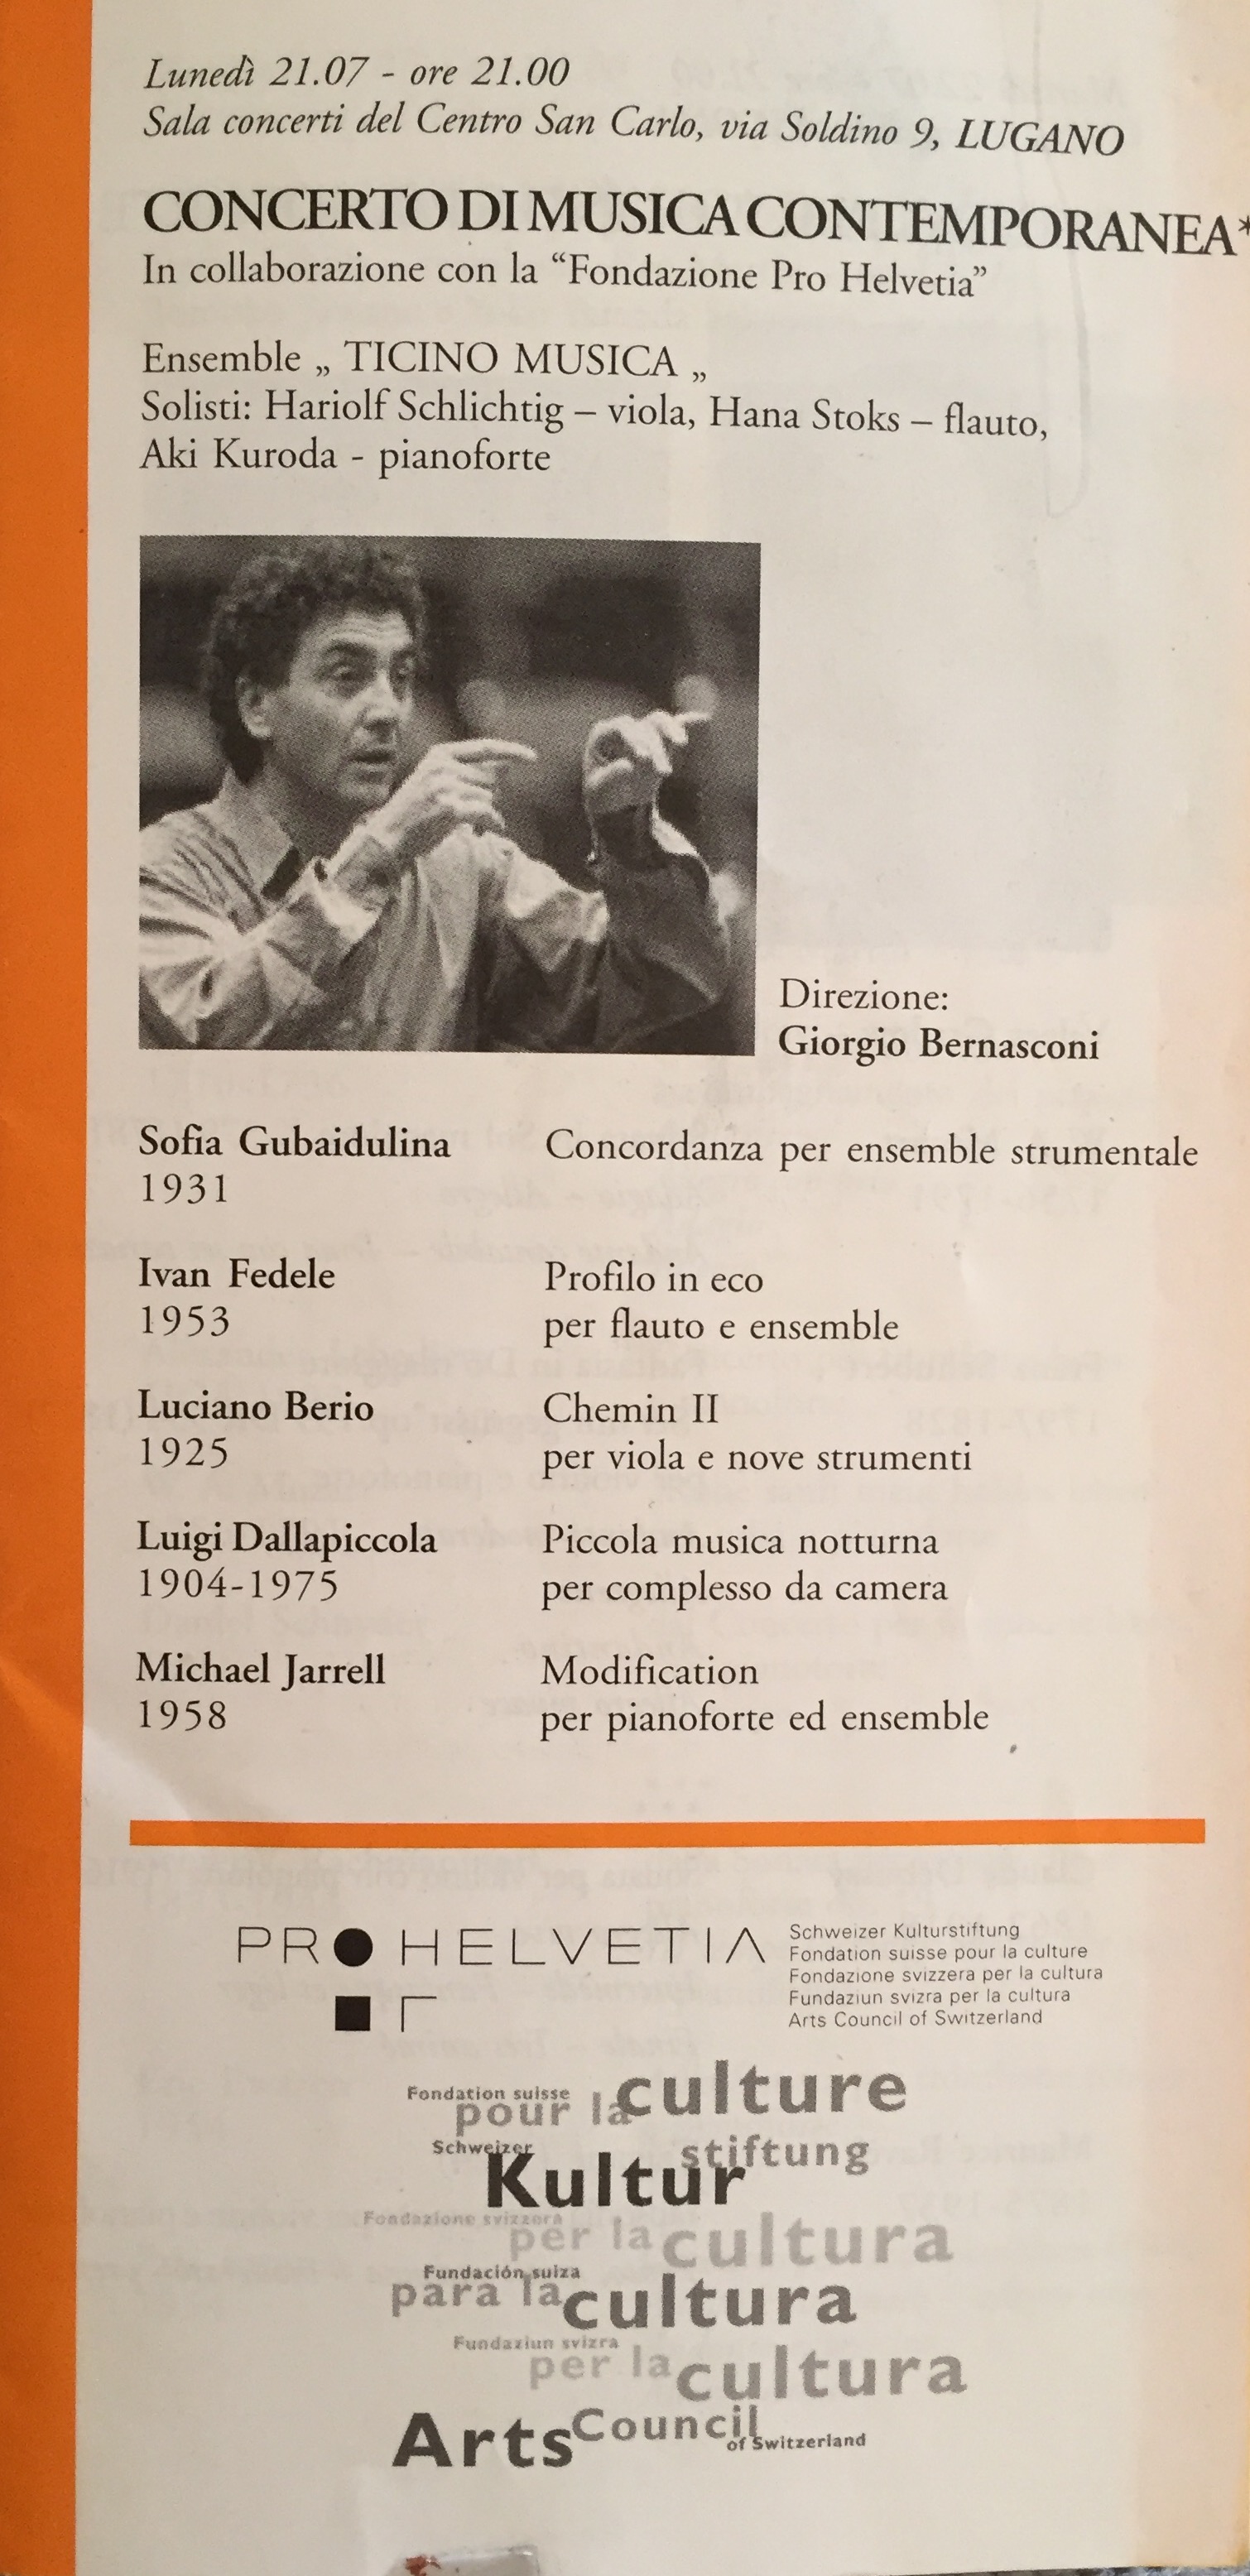 Lunedì 21.07 - ore 21.00
Sala concerti del Centro San Carlo, via Soldino 9, LUGANO
CONCERTO DI MUSICA CONTEMPORANEA*
In collaborazione con la “Fondazione Pro Helvetia”
Ensemble „ TICINO MUSICA „
Solisti: Hariolf Schlichtig – viola, Hana Stoks – flauto,
Aki Kuroda - pianoforte
Direzione:
Giorgio Bernasconi
Sofia Gubaidulina Concordanza per ensemble strumentale
1931
Ivan Fedele Profilo in eco
1953 per flauto e ensemble
Luciano Berio Chemin II
1925 per viola e nove strumenti
Luigi Dallapiccola Piccola musica notturna
1904-1975 per complesso da camera
Michael Jarrell Modification
1958 per pianoforte ed ensemble
PRO HELVETIA
Schweizer Kulturstiftung
Fondation suisse pour la culture
Fondazione svizzera per la cultura
Fundaziun svizra per la cultura
Arts Council of Switzerland
Fondation suisse
pour la culture
Schweizer
Kultur stiftung
Fondazione svizzera
per la cultura
Fundación suiza
para la cultura
Fundaziun svizra
per la cultura
Arts Council of Switzerland